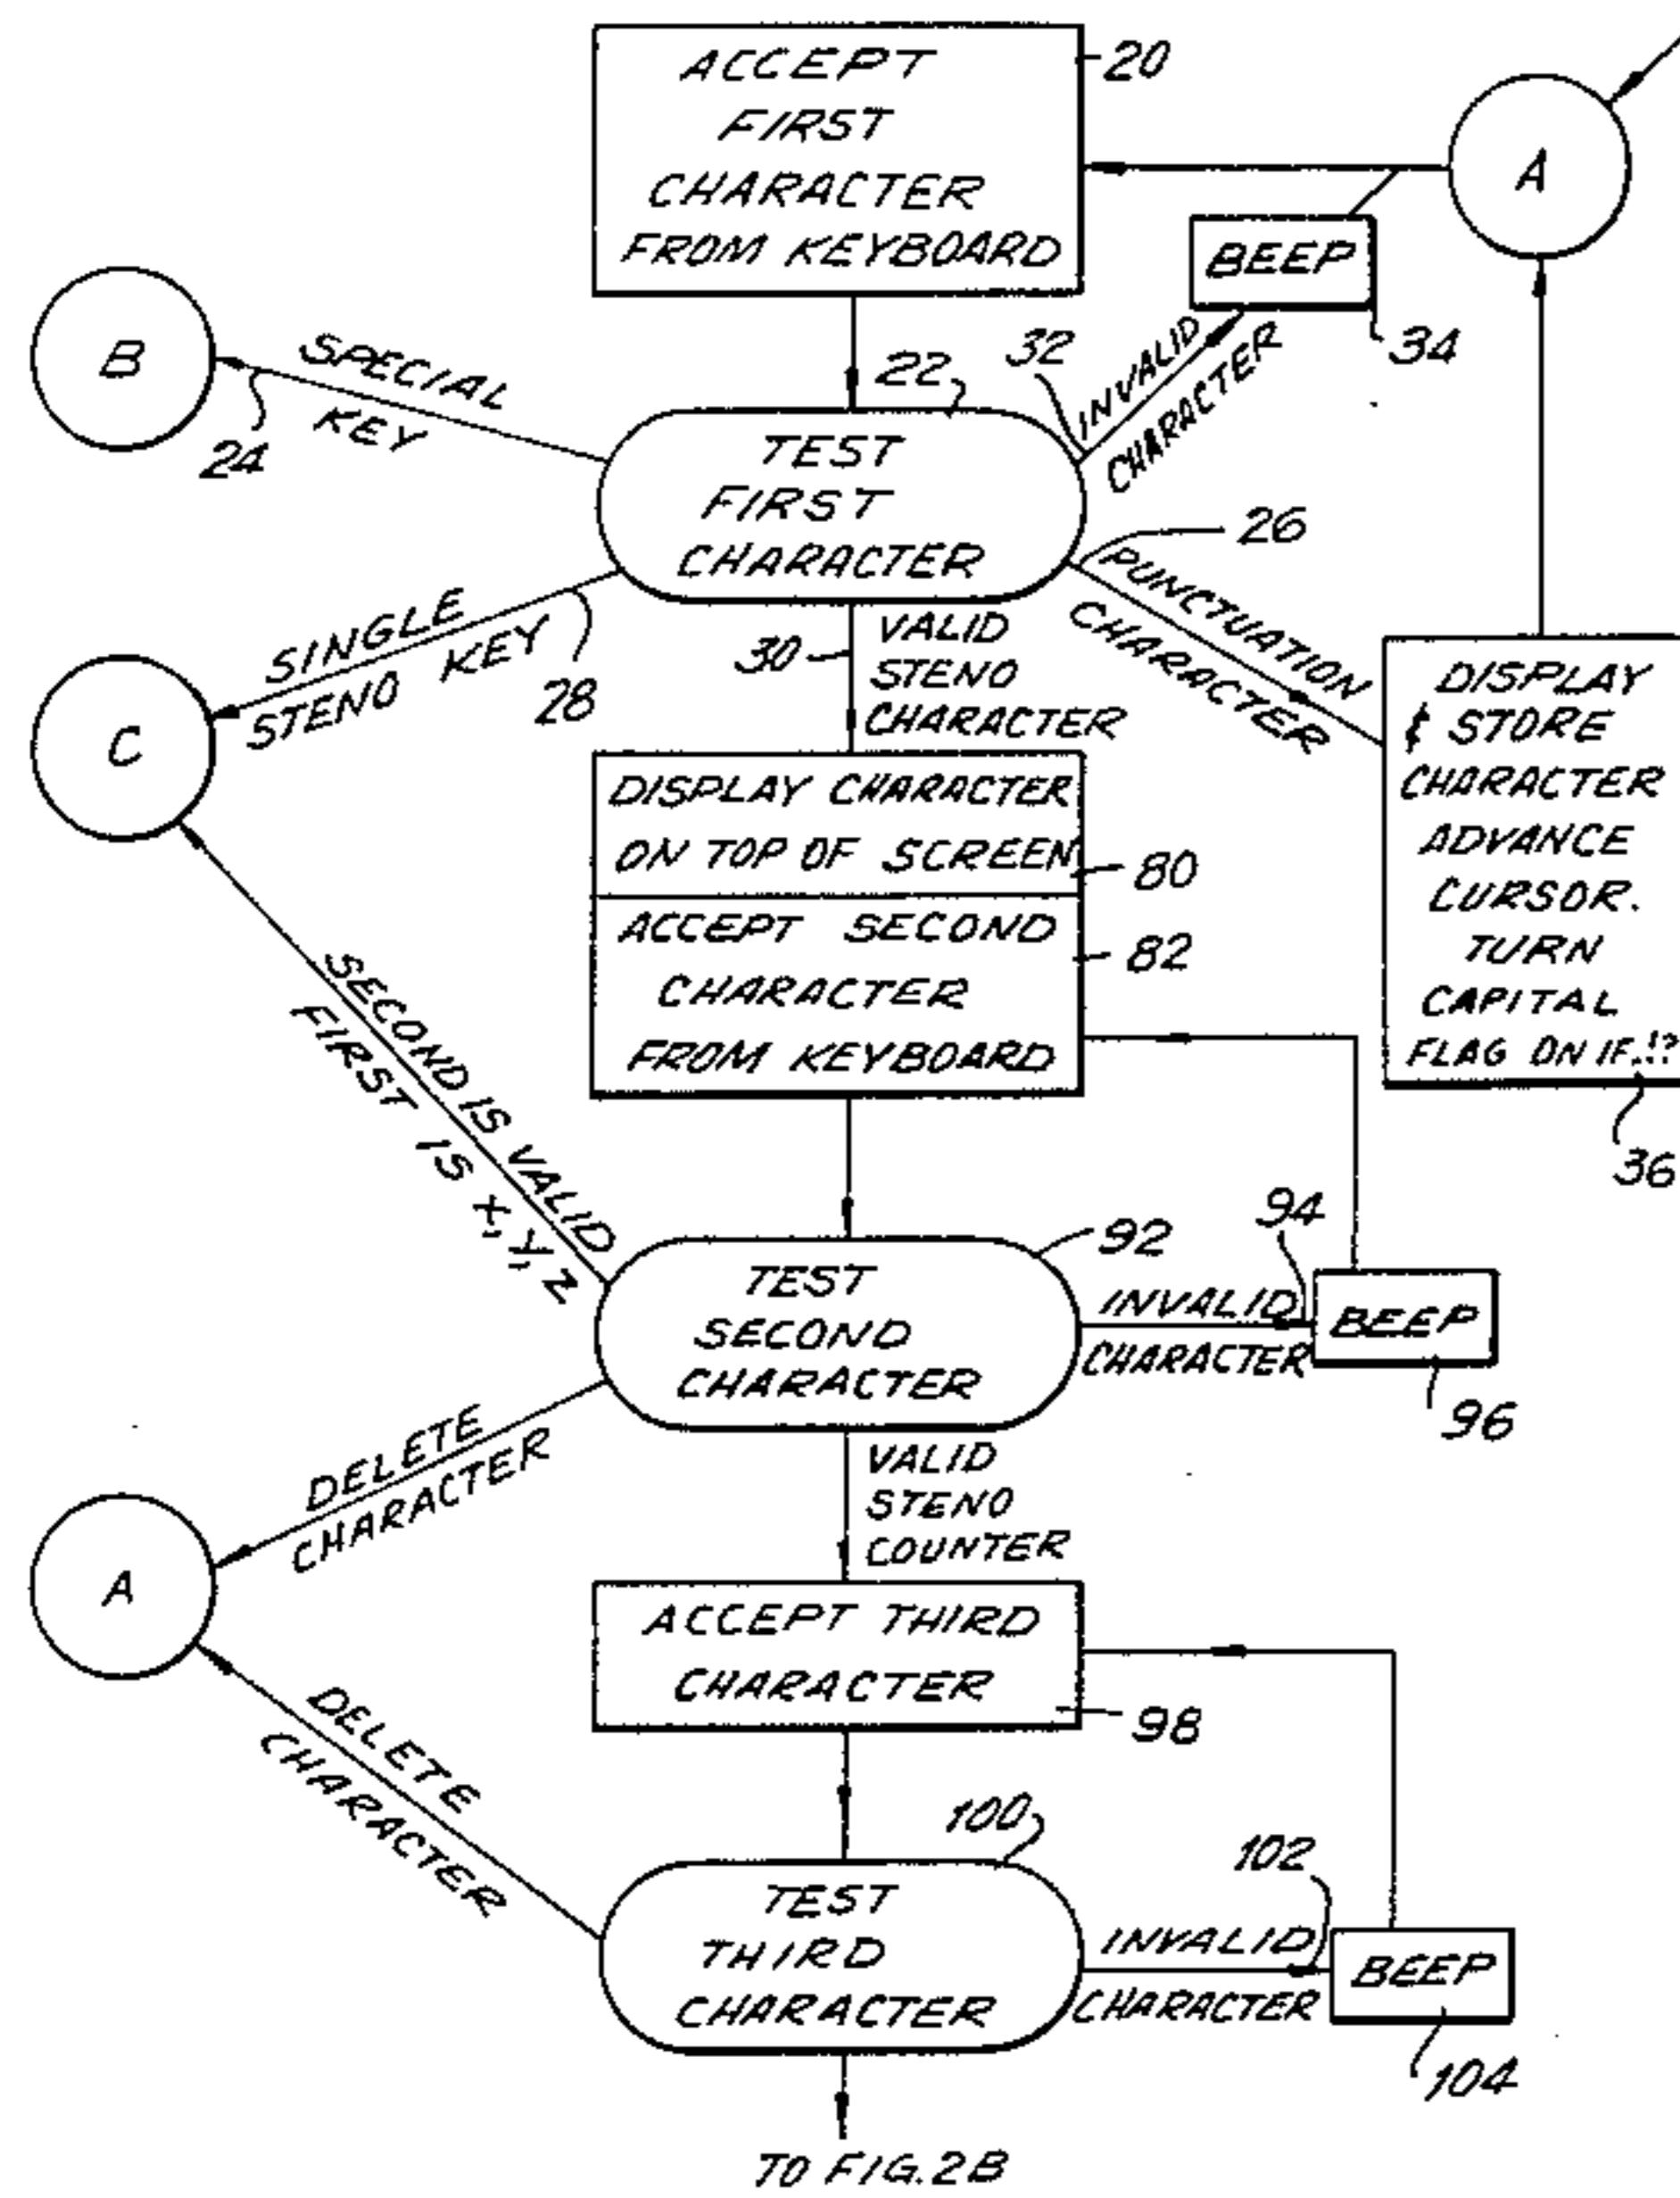 ACCEPT
FIRST
CHARACTER
FROM KEYBOARD
20
A
BEEP
34
B
SPECIAL
KEY
24
22
32
INVALID
CHARACTER
TEST
FIRST
CHARACTER
26
PUNCTUATION
CHARACTER
SINGLE
STENO KEY
28
C
30
VALID
STENO
CHARACTER
DISPLAY
& STORE
CHARACTER
ADVANCE
CURSOR.
TURN
CAPITAL
FLAG ON IF .!?
36
DISPLAY CHARACTER
ON TOP OF SCREEN
80
ACCEPT SECOND
CHARACTER
FROM KEYBOARD
82
SECOND IS VALID
FIRST IS X, Y, Z
TEST
SECOND
CHARACTER
92
94
INVALID
CHARACTER
BEEP
96
DELETE
CHARACTER
A
VALID
STENO
COUNTER
ACCEPT THIRD
CHARACTER
98
DELETE
CHARACTER
100
TEST
THIRD
CHARACTER
102
INVALID
CHARACTER
BEEP
104
TO FIG. 2B